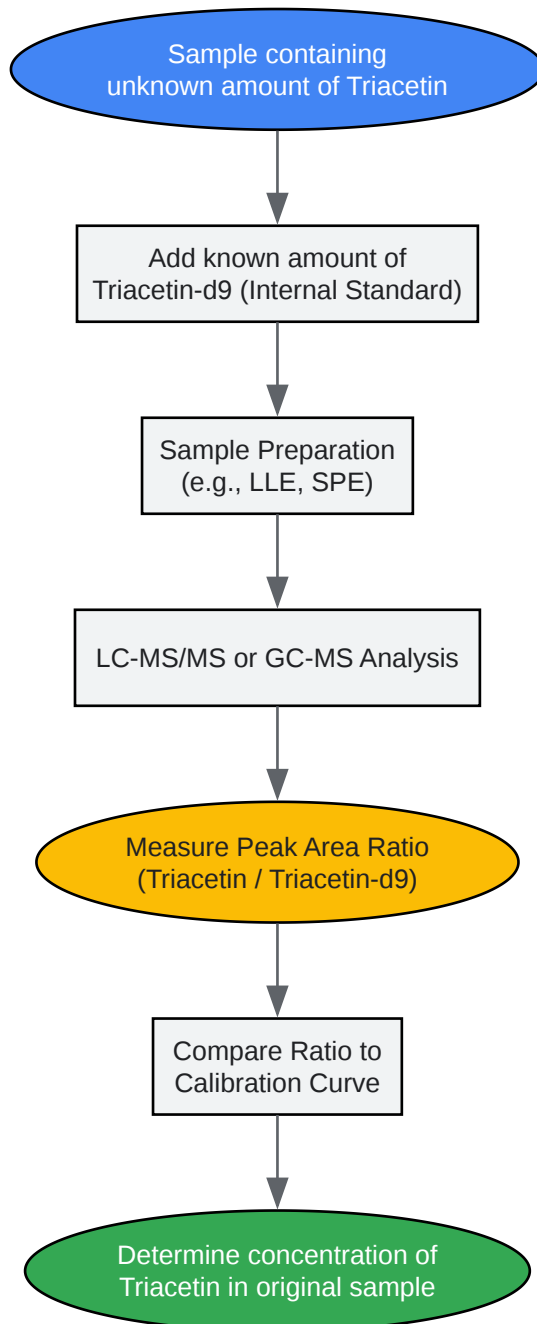 Sample containing
unknown amount of Triacetin
Add known amount of
Triacetin-d9 (Internal Standard)
Sample Preparation
(e.g., LLE, SPE)
LC-MS/MS or GC-MS Analysis
Measure Peak Area Ratio
(Triacetin / Triacetin-d9)
Compare Ratio to
Calibration Curve
Determine concentration of
Triacetin in original sample